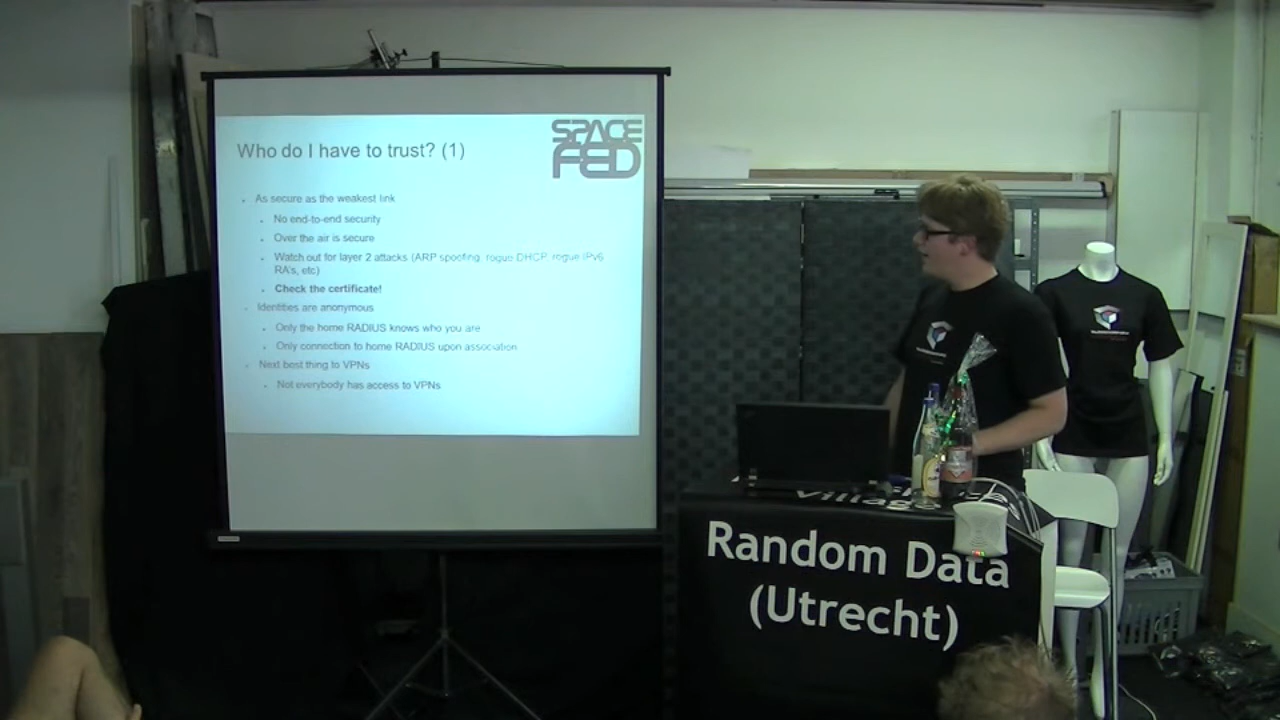 SPACE
FED
Who do I have to trust? (1)
As secure as the weakest link
No end-to-end security
Over the air is secure
Watch out for layer 2 attacks (ARP spoofing, rogue DHCP, rogue IPv6
RA's, etc)
Check the certificate!
Identities are anonymous
Only the home RADIUS knows who you are
Only connection to home RADIUS upon association
Next best thing to VPNs
Not everybody has access to VPNs
Village
Random Data
(Utrecht)